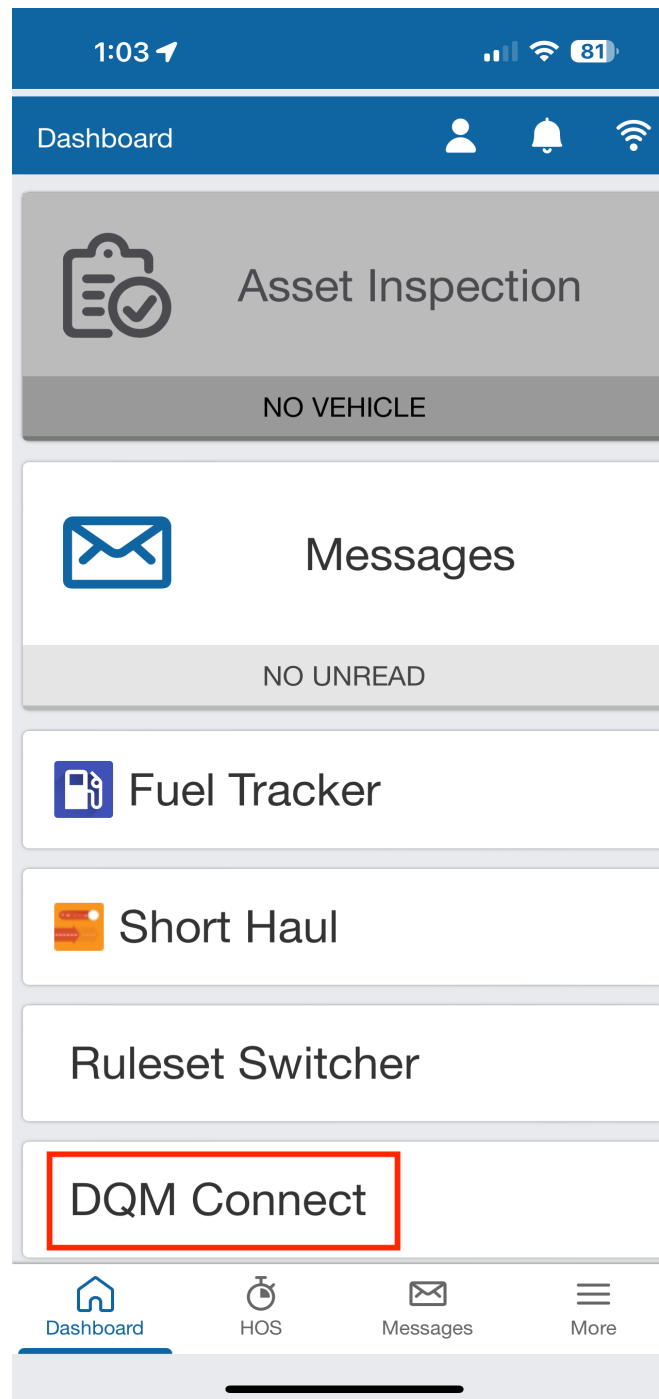 1:03
81
Dashboard
Asset Inspection
NO VEHICLE
Messages
NO UNREAD
Fuel Tracker
Short Haul
Ruleset Switcher
DQM Connect
Dashboard HOS Messages More